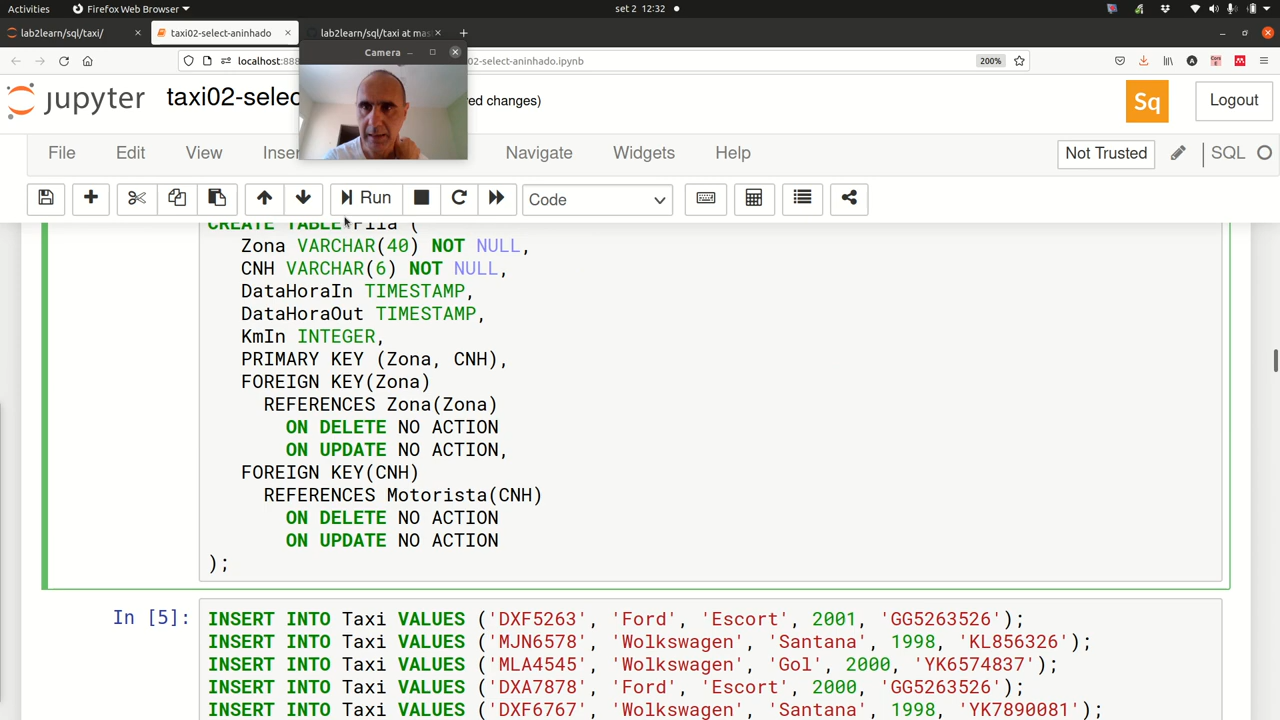 Activities Firefox Web Browser set 2 12:32
lab2learn/sql/taxi/ taxi02-select-aninhado lab2learn/sql/taxi at mas
Camera
localhost:888 02-select-aninhado.ipynb 200%
jupyter taxi02-selec ed changes) Sq Logout
File Edit View Inser Navigate Widgets Help Not Trusted SQL
Run Code
CREATE TABLE Fila (
Zona VARCHAR(40) NOT NULL,
CNH VARCHAR(6) NOT NULL,
DataHoraIn TIMESTAMP,
DataHoraOut TIMESTAMP,
KmIn INTEGER,
PRIMARY KEY (Zona, CNH),
FOREIGN KEY(Zona)
REFERENCES Zona(Zona)
ON DELETE NO ACTION
ON UPDATE NO ACTION,
FOREIGN KEY(CNH)
REFERENCES Motorista(CNH)
ON DELETE NO ACTION
ON UPDATE NO ACTION
);
In [5]: INSERT INTO Taxi VALUES ('DXF5263', 'Ford', 'Escort', 2001, 'GG5263526');
INSERT INTO Taxi VALUES ('MJN6578', 'Wolkswagen', 'Santana', 1998, 'KL856326');
INSERT INTO Taxi VALUES ('MLA4545', 'Wolkswagen', 'Gol', 2000, 'YK6574837');
INSERT INTO Taxi VALUES ('DXA7878', 'Ford', 'Escort', 2000, 'GG5263526');
INSERT INTO Taxi VALUES ('DXF6767', 'Wolkswagen', 'Santana', 1998, 'YK7890081');